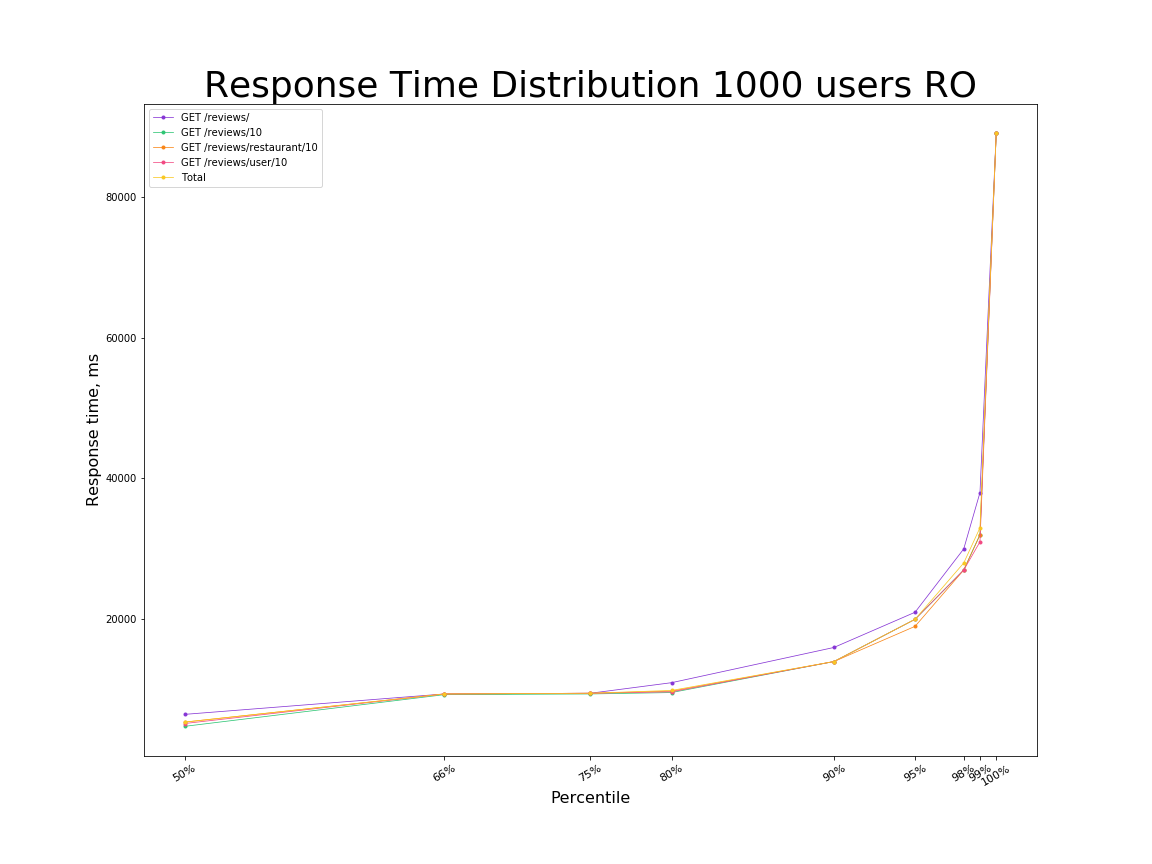 Response Time Distribution 1000 users RO
GET /reviews/
GET /reviews/10
GET /reviews/restaurant/10
GET /reviews/user/10
Total
80000
60000
40000
20000
Response time, ms
50% 66% 75% 80% 90% 95% 98% 99% 100%
Percentile